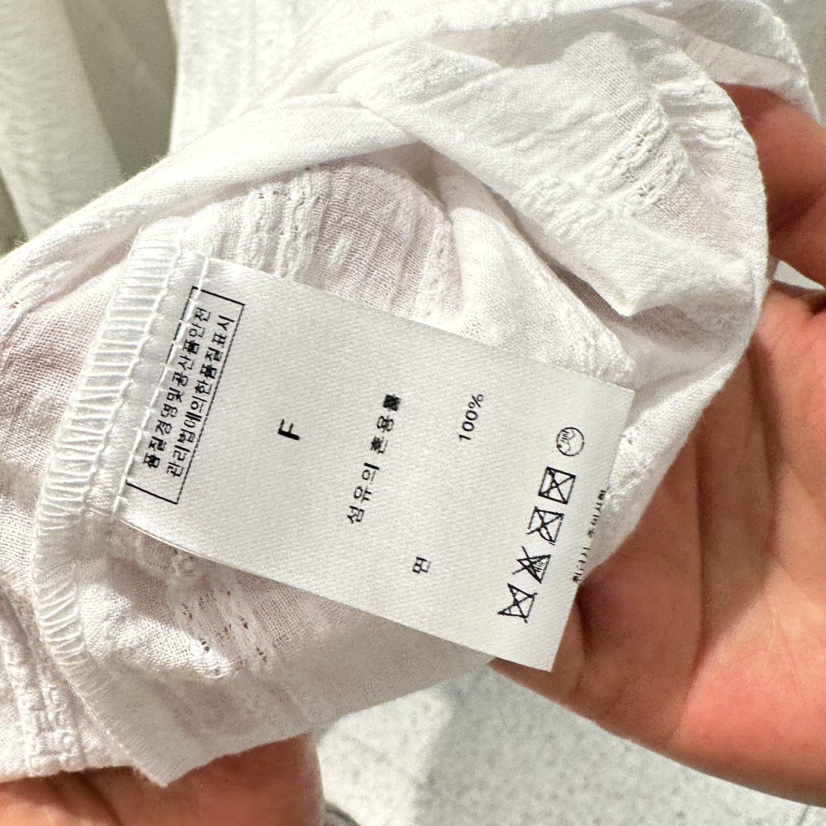 품질경영및공산품안전
관리법에의한품질표시
F
섬유의 혼용률
면 100%